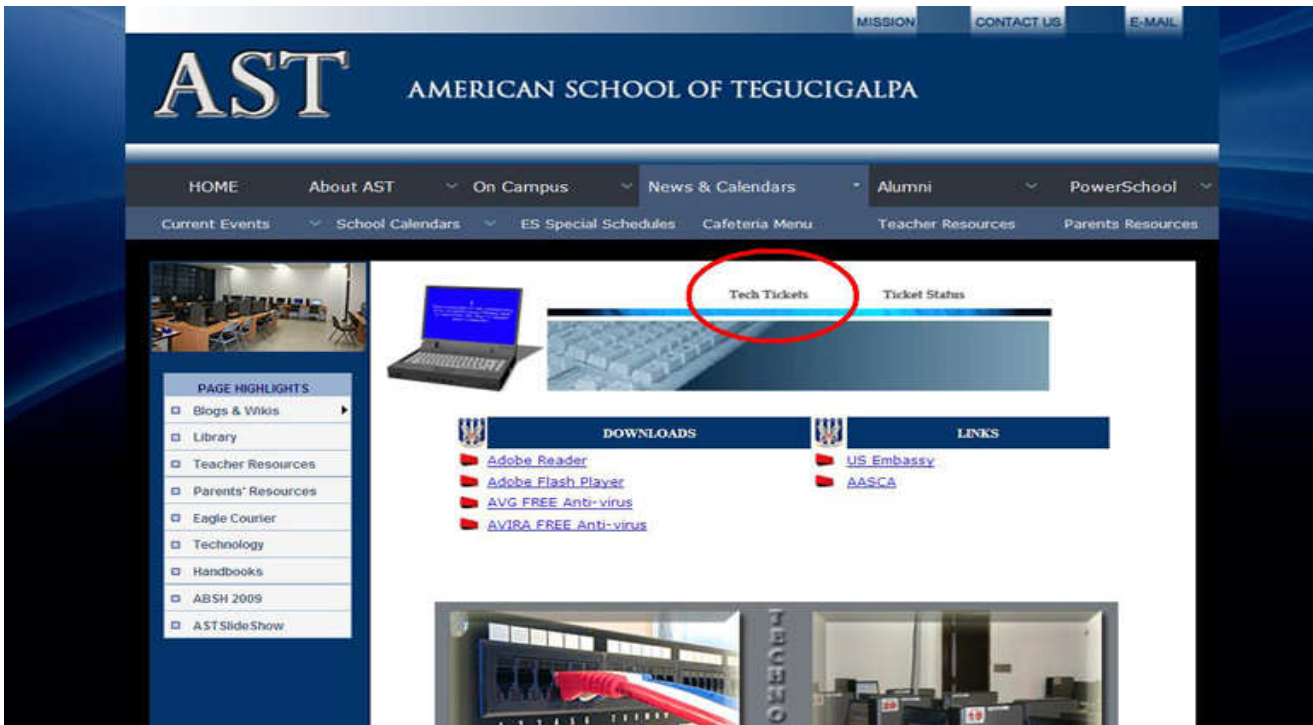 MISSION CONTACT US E-MAIL
AST AMERICAN SCHOOL OF TEGUCIGALPA
HOME About AST On Campus News & Calendars Alumni PowerSchool
Current Events School Calendars ES Special Schedules Cafeteria Menu Teacher Resources Parents Resources
Tech Tickets Ticket Status
PAGE HIGHLIGHTS
Blogs & Wikis
Library
Teacher Resources
Parents' Resources
Eagle Courier
Technology
Handbooks
ABSH 2009
ASTSlideShow
DOWNLOADS
Adobe Reader
Adobe Flash Player
AVG FREE Anti-virus
AVIRA FREE Anti-virus
LINKS
US Embassy
AASCA
TECHNO
20
19